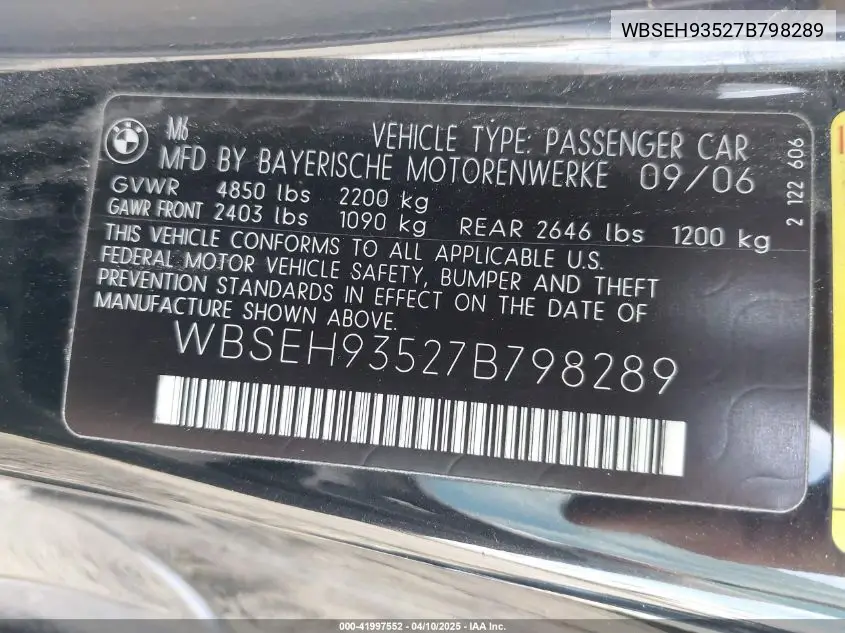 WBSEH93527B798289
M6
VEHICLE TYPE: PASSENGER CAR
MFD BY BAYERISCHE MOTORENWERKE 09/06
GVWR 4850 lbs 2200 kg
GAWR FRONT 2403 lbs 1090 kg REAR 2646 lbs 1200 kg
THIS VEHICLE CONFORMS TO ALL APPLICABLE U.S.
FEDERAL MOTOR VEHICLE SAFETY, BUMPER AND THEFT
PREVENTION STANDARDS IN EFFECT ON THE DATE OF
MANUFACTURE SHOWN ABOVE.
WBSEH93527B798289
2 122 606
000-41997552 - 04/10/2025 - IAA Inc.